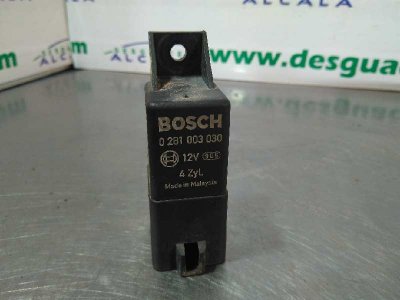 ALCALA
www.desgua
BOSCH
0 281 003 030
12V
4 Zyl.
Made in Malaysia